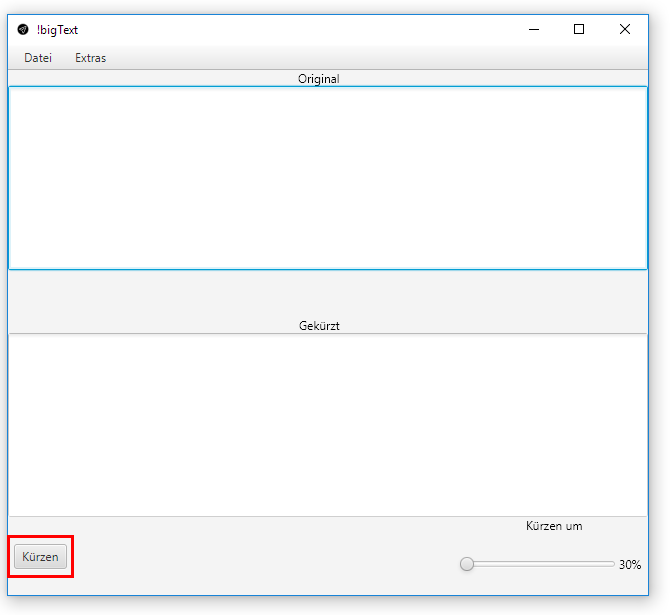 !bigText
Datei Extras
Original
Gekürzt
Kürzen um
Kürzen
30%